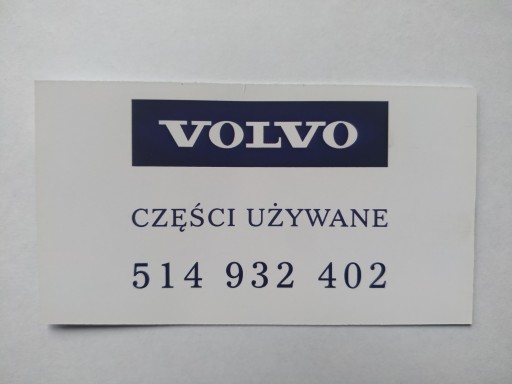 VOLVO
CZĘŚCI UŻYWANE
514 932 402